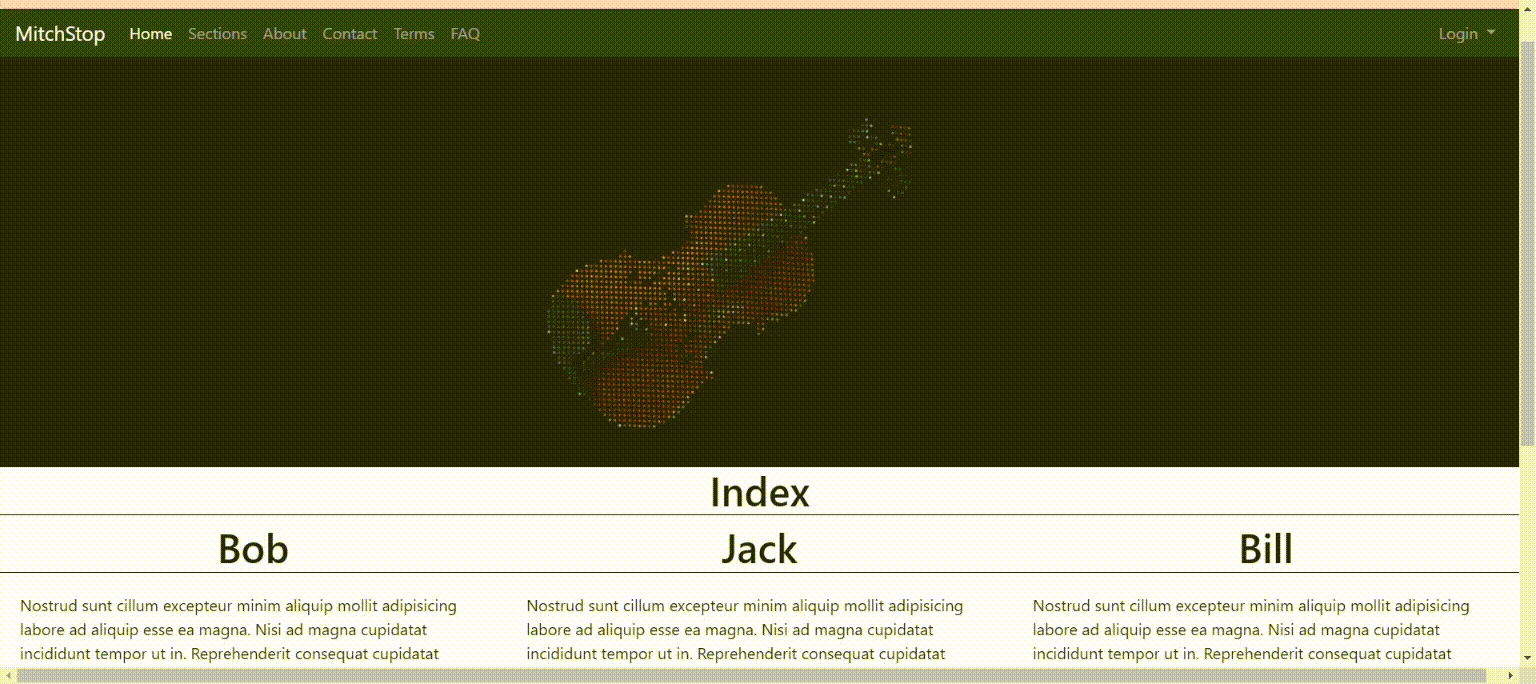 MitchStop Home Sections About Contact Terms FAQ Login
Index
Bob Jack Bill
Nostrud sunt cillum excepteur minim aliquip mollit adipisicing
labore ad aliquip esse ea magna. Nisi ad magna cupidatat
incididunt tempor ut in. Reprehenderit consequat cupidatat
Nostrud sunt cillum excepteur minim aliquip mollit adipisicing
labore ad aliquip esse ea magna. Nisi ad magna cupidatat
incididunt tempor ut in. Reprehenderit consequat cupidatat
Nostrud sunt cillum excepteur minim aliquip mollit adipisicing
labore ad aliquip esse ea magna. Nisi ad magna cupidatat
incididunt tempor ut in. Reprehenderit consequat cupidatat